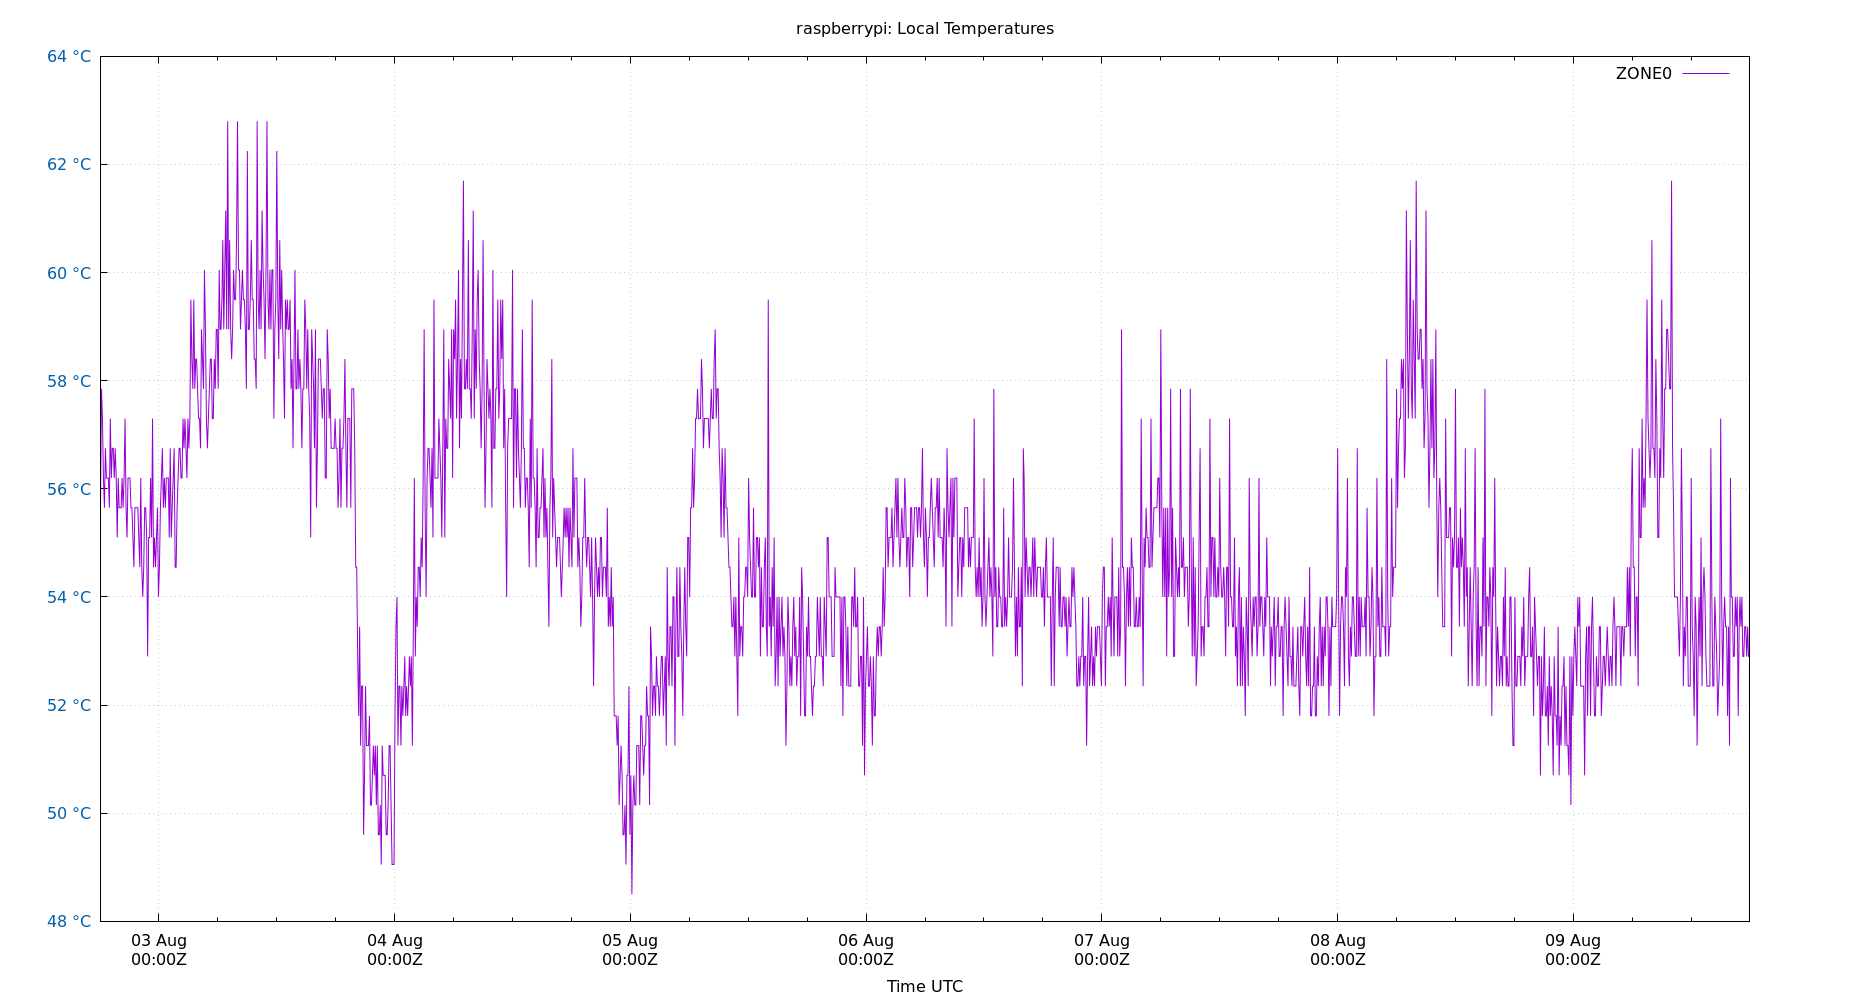 raspberrypi: Local Temperatures
64 °C
ZONE0
62 °C
60 °C
58 °C
56 °C
54 °C
52 °C
50 °C
48 °C
03 Aug 04 Aug 05 Aug 06 Aug 07 Aug 08 Aug 09 Aug
00:00Z 00:00Z 00:00Z 00:00Z 00:00Z 00:00Z 00:00Z
Time UTC